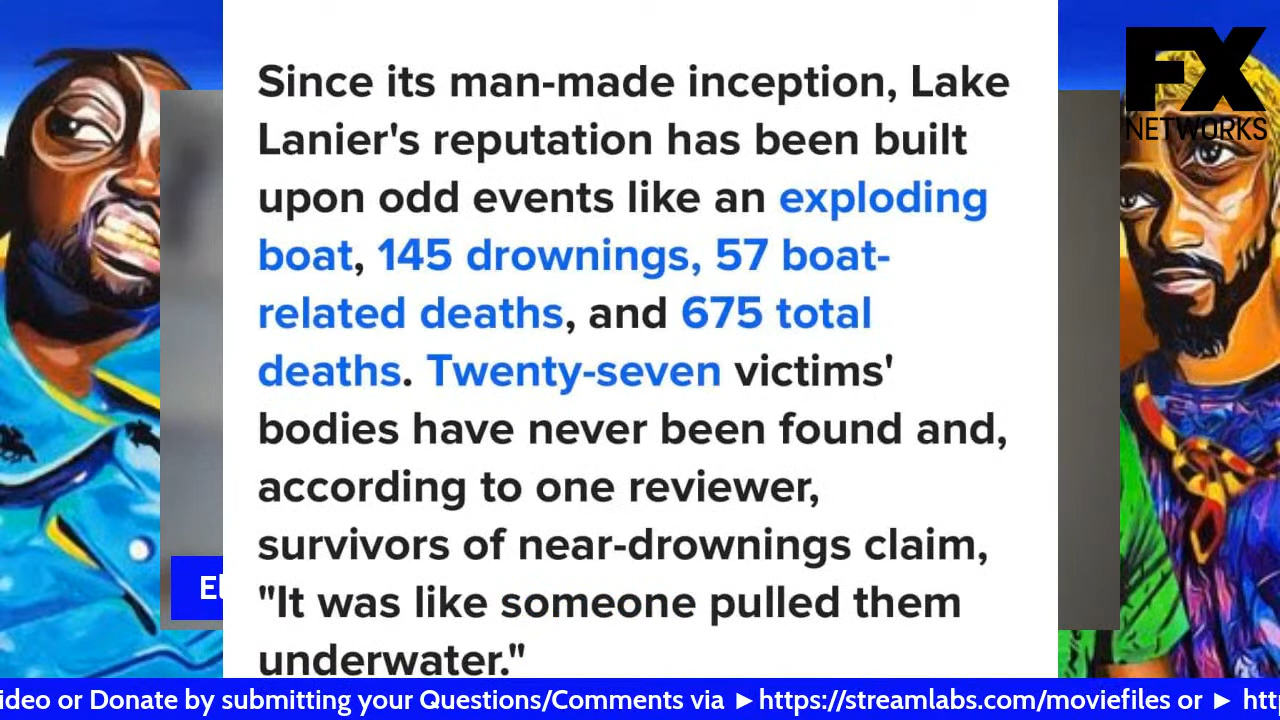 Since its man-made inception, Lake
Lanier's reputation has been built
upon odd events like an exploding
boat, 145 drownings, 57 boat-
related deaths, and 675 total
deaths. Twenty-seven victims'
bodies have never been found and,
according to one reviewer,
survivors of near-drownings claim,
"It was like someone pulled them
underwater."
FX
NETWORKS
ideo or Donate by submitting your Questions/Comments via ►https://streamlabs.com/moviefiles or ► htt